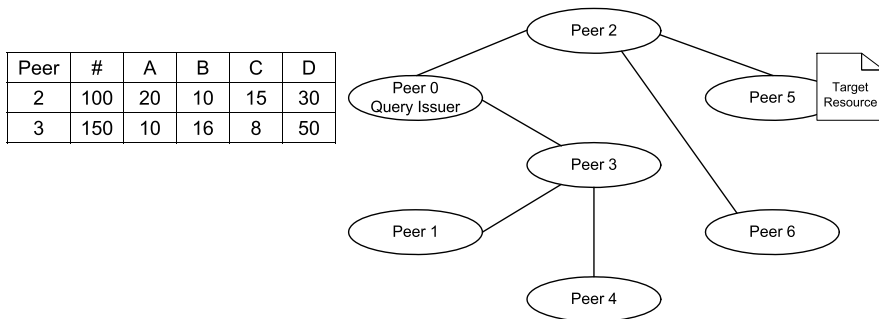 Peer # A B C D
2 100 20 10 15 30
3 150 10 16 8 50
Peer 2
Peer 0
Query Issuer
Peer 5
Target
Resource
Peer 3
Peer 1
Peer 6
Peer 4